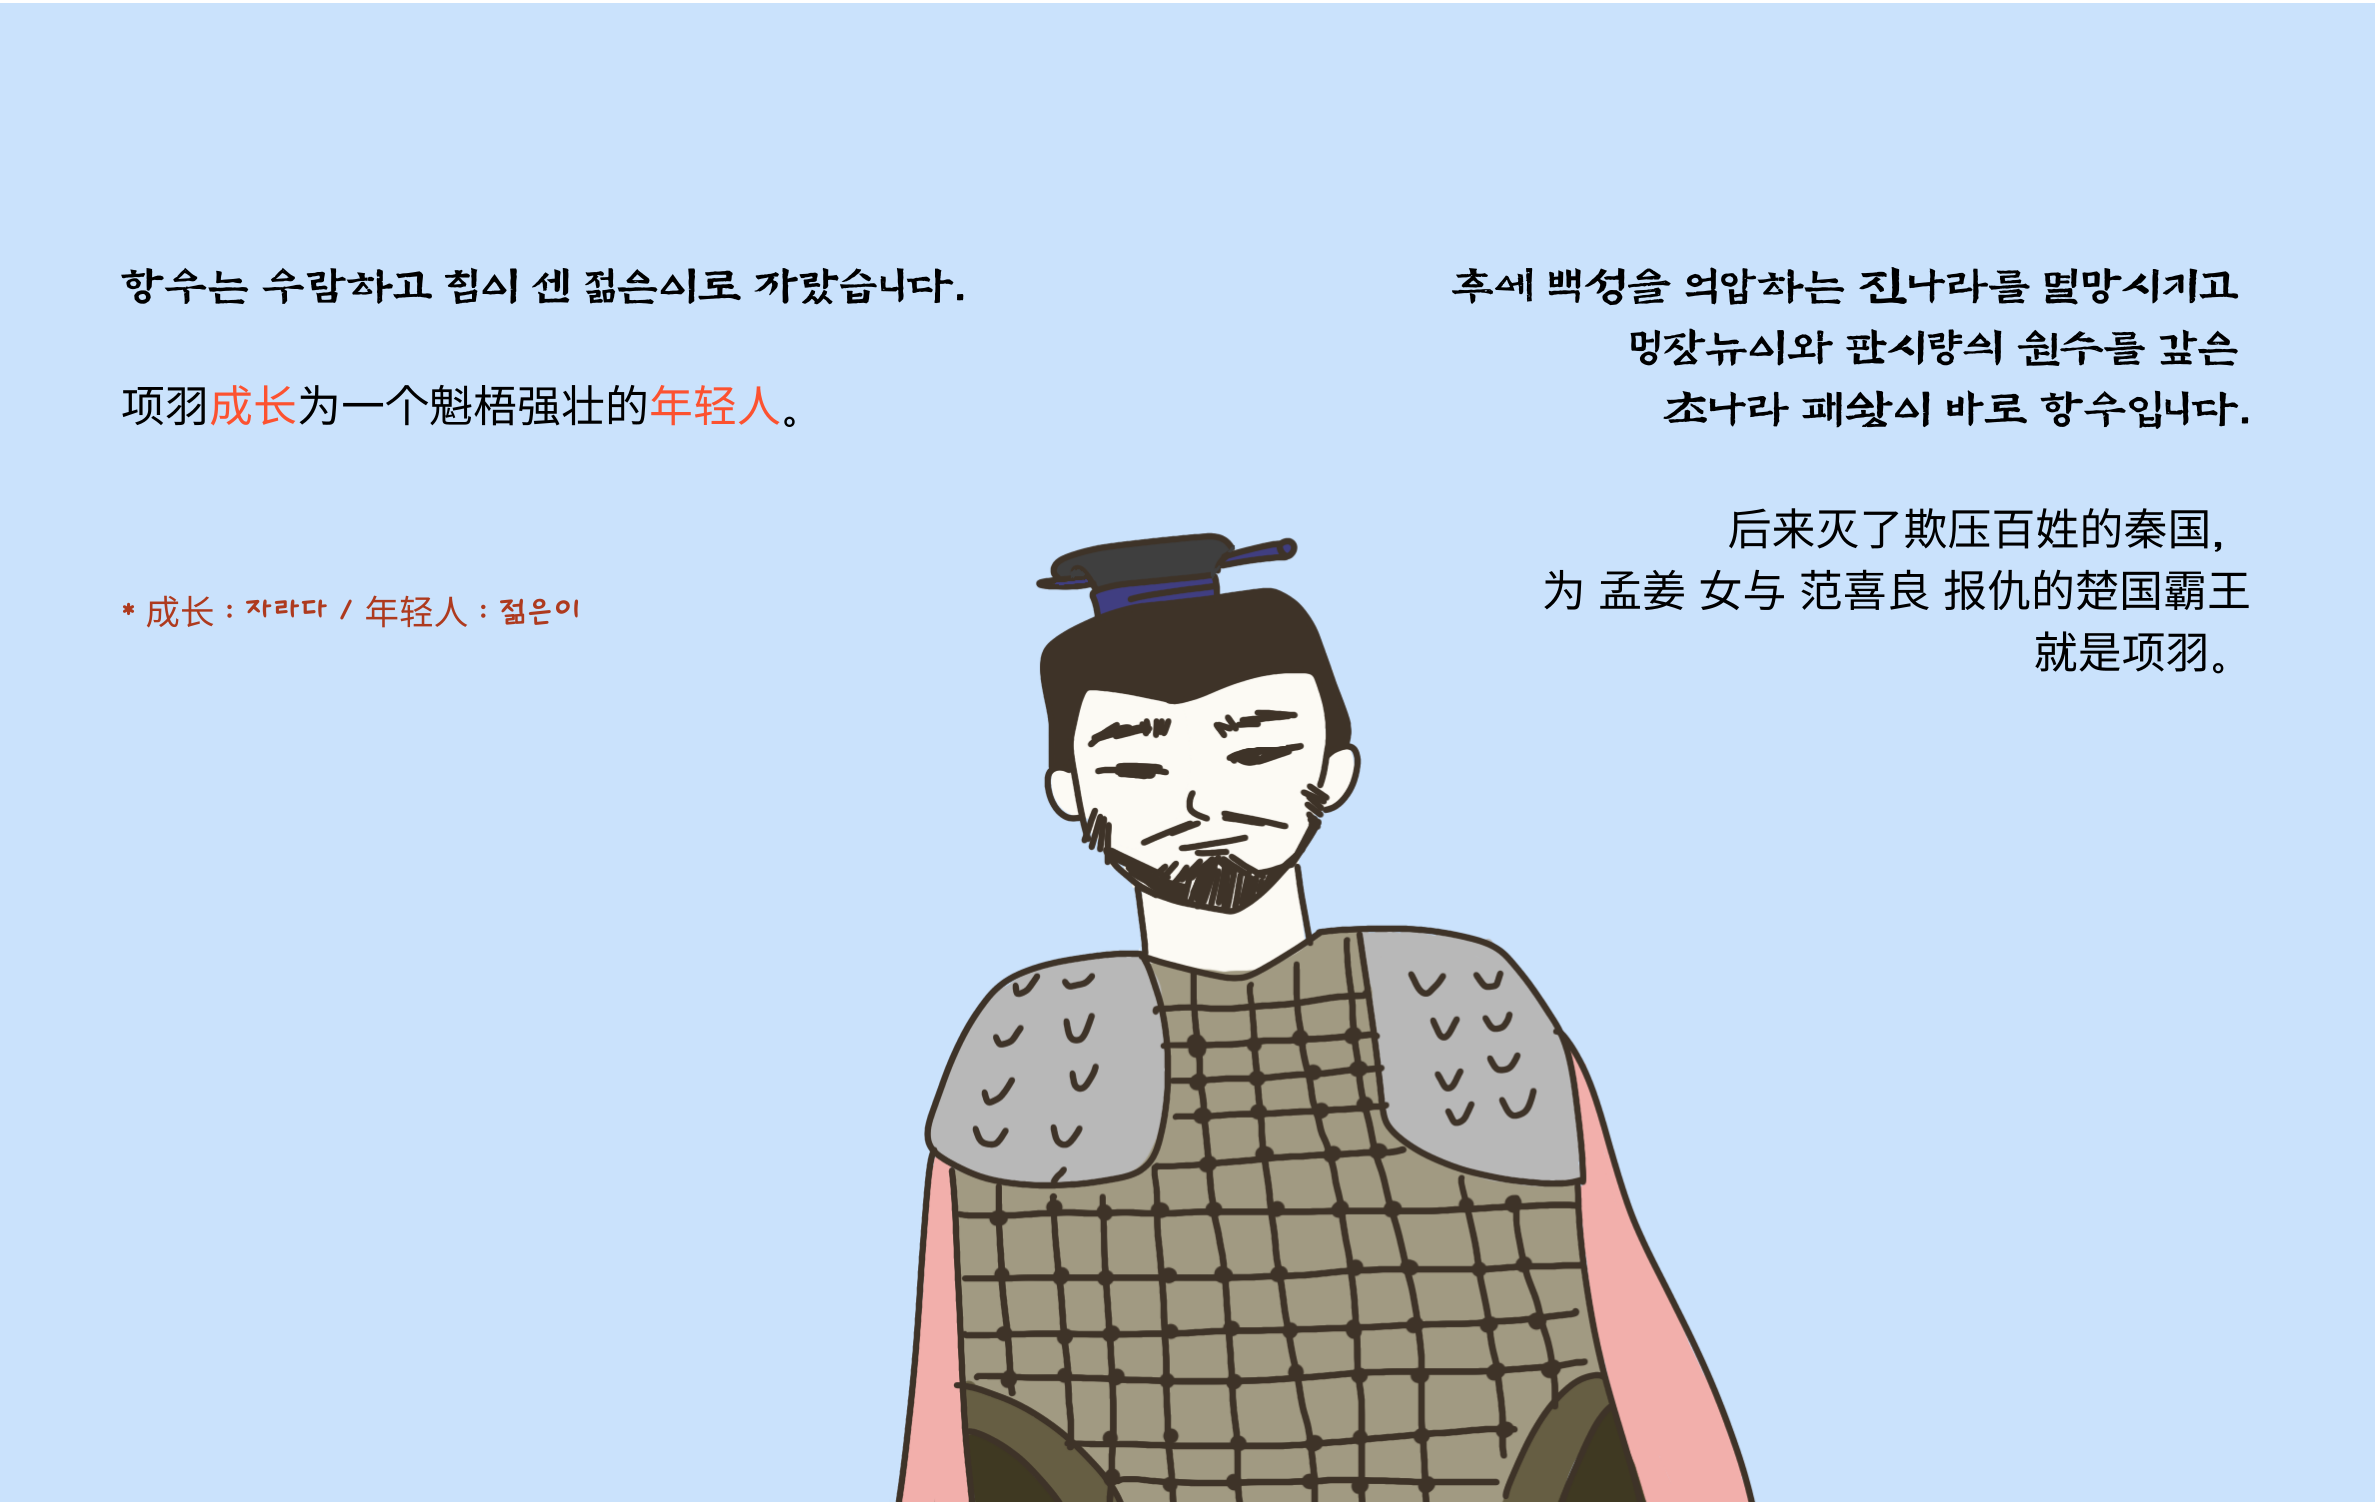 항우는 우람하고 힘이 센 젊은이로 자랐습니다.
项羽成长为一个魁梧强壮的年轻人。
* 成长 : 자라다 / 年轻人 : 젊은이
후에 백성을 억압하는 진나라를 멸망시키고
멍쟝뉴이와 판시량의 원수를 갚은
초나라 패왕이 바로 항우입니다.
后来灭了欺压百姓的秦国,
为 孟姜 女与 范喜良 报仇的楚国霸王
就是项羽。